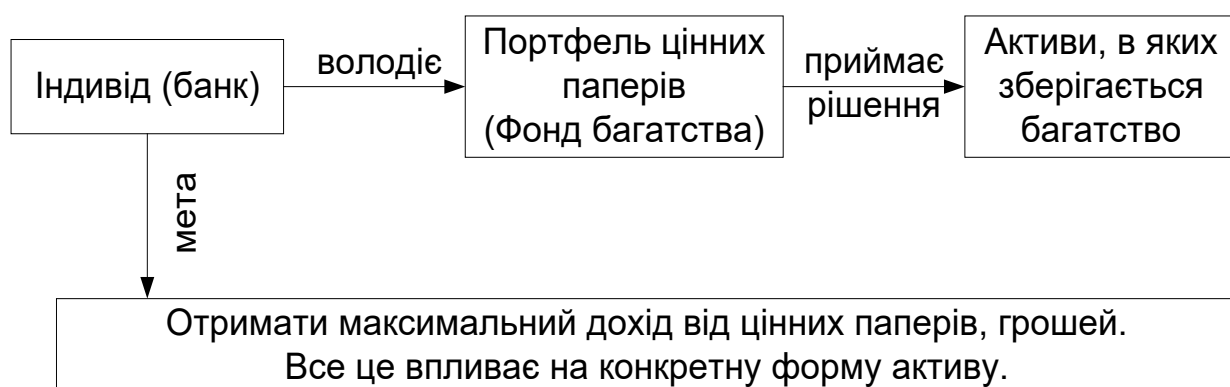 Індивід (банк)
володіє
Портфель цінних
паперів
(Фонд багатства)
приймає
рішення
Активи, в яких
зберігається
багатство
мета
Отримати максимальний дохід від цінних паперів, грошей.
Все це впливає на конкретну форму активу.